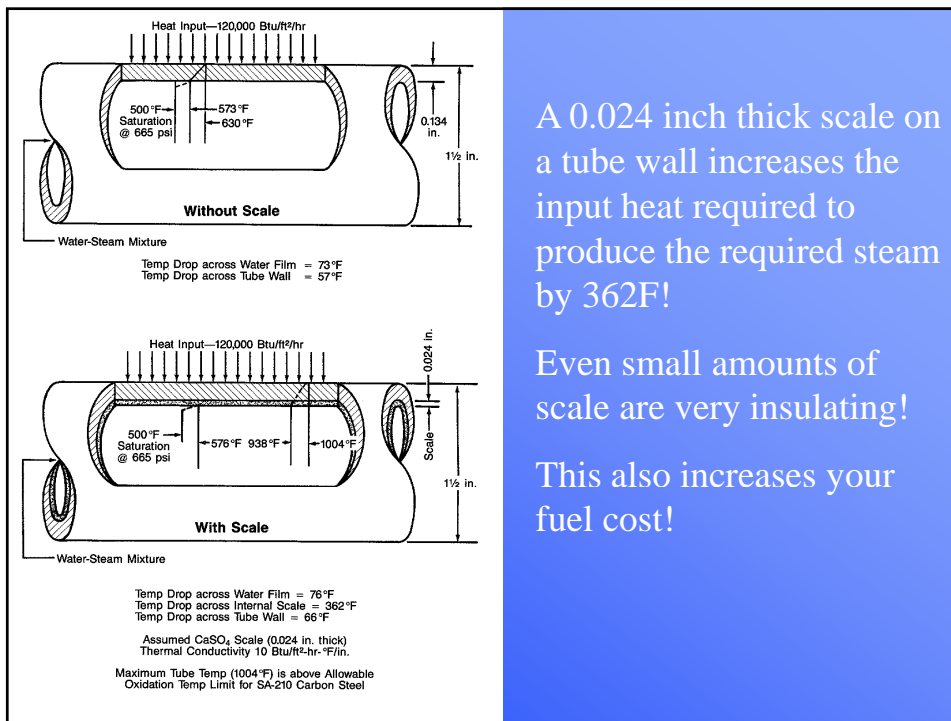 Heat Input—120,000 Btu/ft²/hr
500°F
Saturation
@ 665 psi
573°F
630°F
0.134
in.
1½ in.
Without Scale
Water-Steam Mixture
Temp Drop across Water Film = 73°F
Temp Drop across Tube Wall = 57°F
Heat Input—120,000 Btu/ft²/hr
0.024 in.
Scale
500°F
Saturation
@ 665 psi
576°F 938°F 1004°F
1½ in.
With Scale
Water-Steam Mixture
Temp Drop across Water Film = 76°F
Temp Drop across Internal Scale = 362°F
Temp Drop across Tube Wall = 66°F
Assumed CaSO₄ Scale (0.024 in. thick)
Thermal Conductivity 10 Btu/ft²-hr-°F/in.
Maximum Tube Temp (1004°F) is above Allowable
Oxidation Temp Limit for SA-210 Carbon Steel
A 0.024 inch thick scale on
a tube wall increases the
input heat required to
produce the required steam
by 362F!
Even small amounts of
scale are very insulating!
This also increases your
fuel cost!